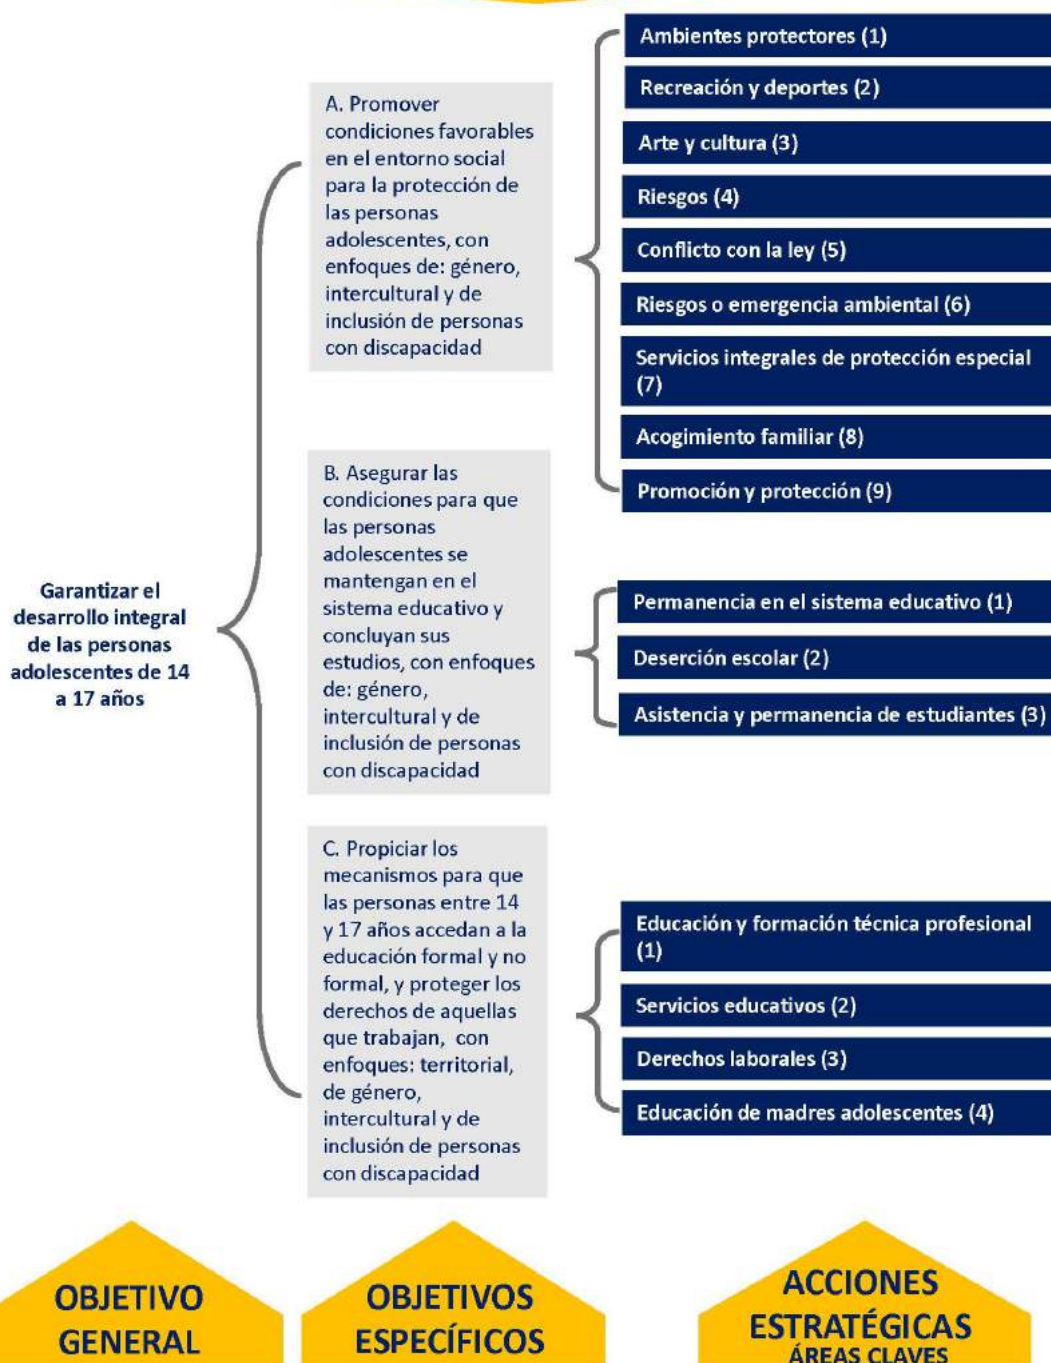 Garantizar el
desarrollo integral
de las personas
adolescentes de 14
a 17 años
A. Promover
condiciones favorables
en el entorno social
para la protección de
las personas
adolescentes, con
enfoques de: género,
intercultural y de
inclusión de personas
con discapacidad
Ambientes protectores (1)
Recreación y deportes (2)
Arte y cultura (3)
Riesgos (4)
Conflicto con la ley (5)
Riesgos o emergencia ambiental (6)
Servicios integrales de protección especial
(7)
Acogimiento familiar (8)
Promoción y protección (9)
B. Asegurar las
condiciones para que
las personas
adolescentes se
mantengan en el
sistema educativo y
concluyan sus
estudios, con enfoques
de: género,
intercultural y de
inclusión de personas
con discapacidad
Permanencia en el sistema educativo (1)
Deserción escolar (2)
Asistencia y permanencia de estudiantes (3)
C. Propiciar los
mecanismos para que
las personas entre 14
y 17 años accedan a la
educación formal y no
formal, y proteger los
derechos de aquellas
que trabajan, con
enfoques: territorial,
de género,
intercultural y de
inclusión de personas
con discapacidad
Educación y formación técnica profesional
(1)
Servicios educativos (2)
Derechos laborales (3)
Educación de madres adolescentes (4)
OBJETIVO
GENERAL
OBJETIVOS
ESPECÍFICOS
ACCIONES
ESTRATÉGICAS
ÁREAS CLAVES